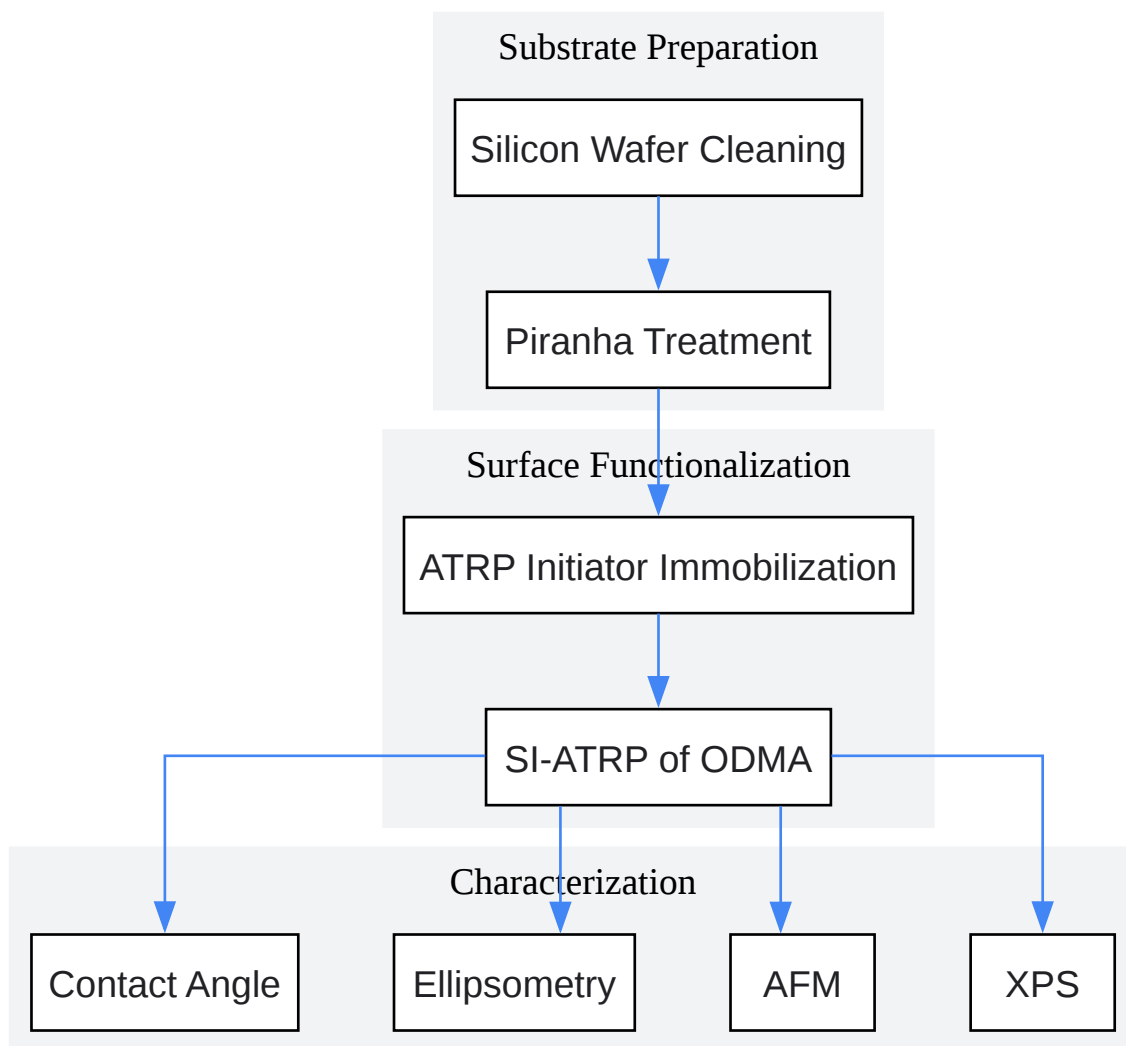 Substrate Preparation
Silicon Wafer Cleaning
Piranha Treatment
Surface Functionalization
ATRP Initiator Immobilization
SI-ATRP of ODMA
Characterization
Contact Angle
Ellipsometry
AFM
XPS